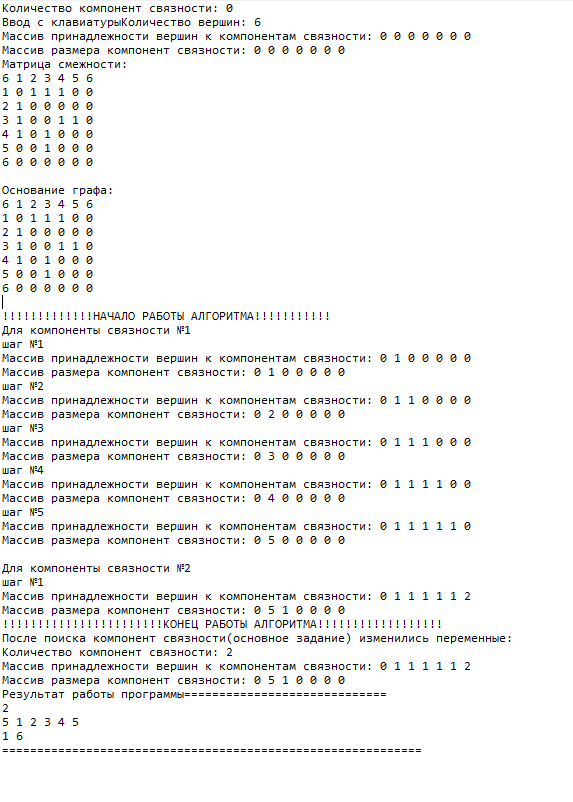 Количество компонент связности: 0
Ввод с клавиатурыКоличество вершин: 6
Массив принадлежности вершин к компонентам связности: 0 0 0 0 0 0 0
Массив размера компонент связности: 0 0 0 0 0 0 0
Матрица смежности:
6 1 2 3 4 5 6
1 0 1 1 1 0 0
2 1 0 0 0 0 0
3 1 0 0 1 1 0
4 1 0 1 0 0 0
5 0 0 1 0 0 0
6 0 0 0 0 0 0
Основание графа:
6 1 2 3 4 5 6
1 0 1 1 1 0 0
2 1 0 0 0 0 0
3 1 0 0 1 1 0
4 1 0 1 0 0 0
5 0 0 1 0 0 0
6 0 0 0 0 0 0
!!!!!!!!!!!!!НАЧАЛО РАБОТЫ АЛГОРИТМА!!!!!!!!!!!
Для компоненты связности №1
шаг №1
Массив принадлежности вершин к компонентам связности: 0 1 0 0 0 0 0
Массив размера компонент связности: 0 1 0 0 0 0 0
шаг №2
Массив принадлежности вершин к компонентам связности: 0 1 1 0 0 0 0
Массив размера компонент связности: 0 2 0 0 0 0 0
шаг №3
Массив принадлежности вершин к компонентам связности: 0 1 1 1 0 0 0
Массив размера компонент связности: 0 3 0 0 0 0 0
шаг №4
Массив принадлежности вершин к компонентам связности: 0 1 1 1 1 0 0
Массив размера компонент связности: 0 4 0 0 0 0 0
шаг №5
Массив принадлежности вершин к компонентам связности: 0 1 1 1 1 1 0
Массив размера компонент связности: 0 5 0 0 0 0 0
Для компоненты связности №2
шаг №1
Массив принадлежности вершин к компонентам связности: 0 1 1 1 1 1 2
Массив размера компонент связности: 0 5 1 0 0 0 0
!!!!!!!!!!!!!!!!!!!!!!!КОНЕЦ РАБОТЫ АЛГОРИТМА!!!!!!!!!!!!!!!!!!
После поиска компонент связности(основное задание) изменились переменные:
Количество компонент связности: 2
Массив принадлежности вершин к компонентам связности: 0 1 1 1 1 1 2
Массив размера компонент связности: 0 5 1 0 0 0 0
Результат работы программы=============================
2
5 1 2 3 4 5
1 6
============================================================